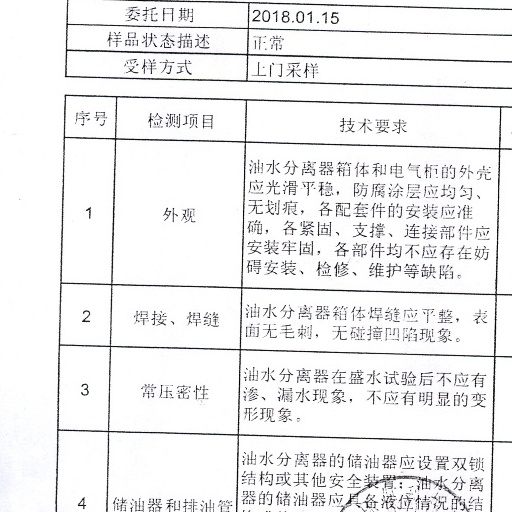 委托日期 2018.01.15
样品状态描述 正常
受样方式 上门采样
序号 检测项目 技术要求
1 外观
油水分离器箱体和电气柜的外壳
应光滑平稳，防腐涂层应均匀、
无划痕，各配套件的安装应准
确，各紧固、支撑、连接部件应
安装牢固，各部件均不应存在妨
碍安装、检修、维护等缺陷。
2 焊接、焊缝
油水分离器箱体焊缝应平整，表
面无毛刺，无碰撞凹陷现象。
3 常压密性
油水分离器在盛水试验后不应有
渗、漏水现象，不应有明显的变
形现象。
4 储油器和排油管
油水分离器的储油器应设置双锁
结构或其他安全装置；油水分离
器的储油器应具备液位情况的结